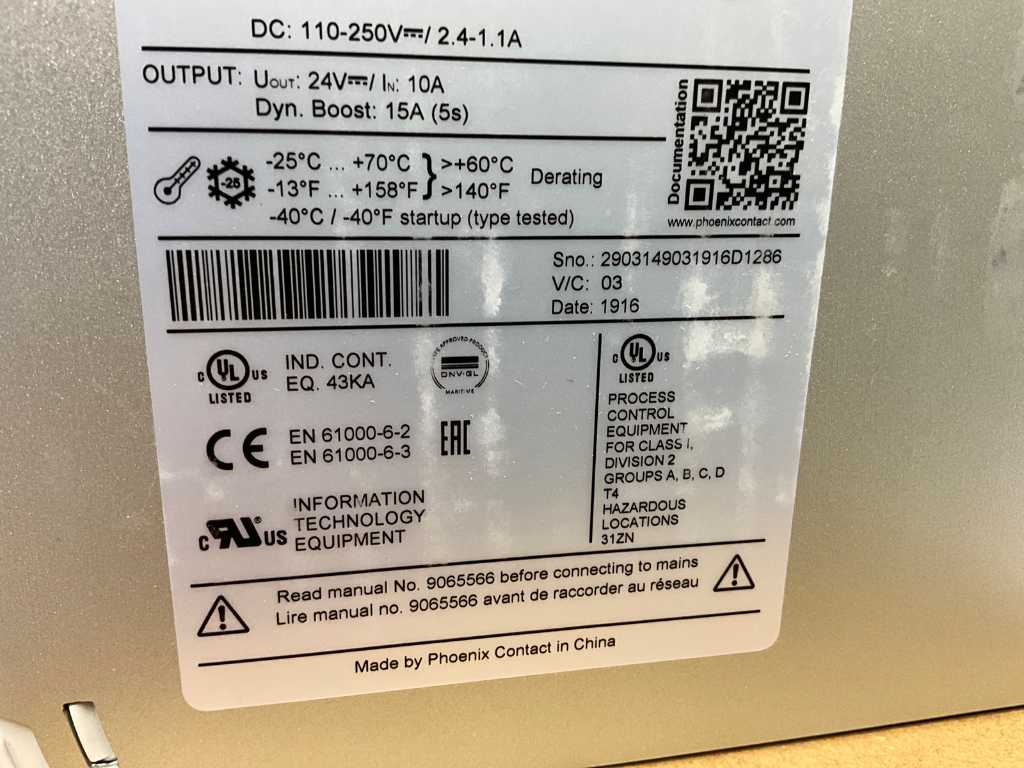 DC: 110-250V⎓/ 2.4-1.1A
OUTPUT: UOUT: 24V⎓/ IN: 10A
Dyn. Boost: 15A (5s)
Documentation
www.phoenixcontact.com
-25
-25°C ... +70°C } >+60°C Derating
-13°F ... +158°F } >140°F
-40°C / -40°F startup (type tested)
Sno.: 2903149031916D1286
V/C: 03
Date: 1916
C UL US
LISTED
IND. CONT.
EQ. 43KA
TYPE APPROVED PRODUCT
DNV·GL
MARITIME
CE
EN 61000-6-2
EN 61000-6-3
EAC
C RU® US
INFORMATION
TECHNOLOGY
EQUIPMENT
C UL US
LISTED
PROCESS
CONTROL
EQUIPMENT
FOR CLASS I,
DIVISION 2
GROUPS A, B, C, D
T4
HAZARDOUS
LOCATIONS
31ZN
Read manual No. 9065566 before connecting to mains
Lire manual no. 9065566 avant de raccorder au réseau
Made by Phoenix Contact in China